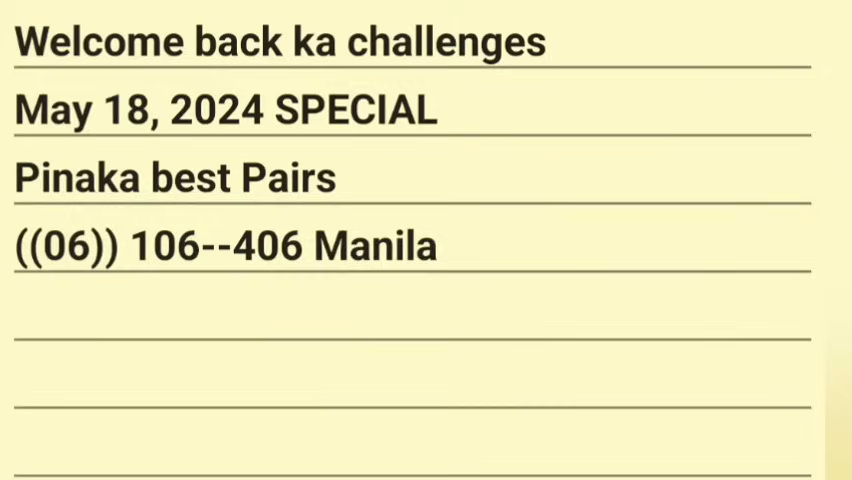 Welcome back ka challenges
May 18, 2024 SPECIAL
Pinaka best Pairs
((06)) 106--406 Manila